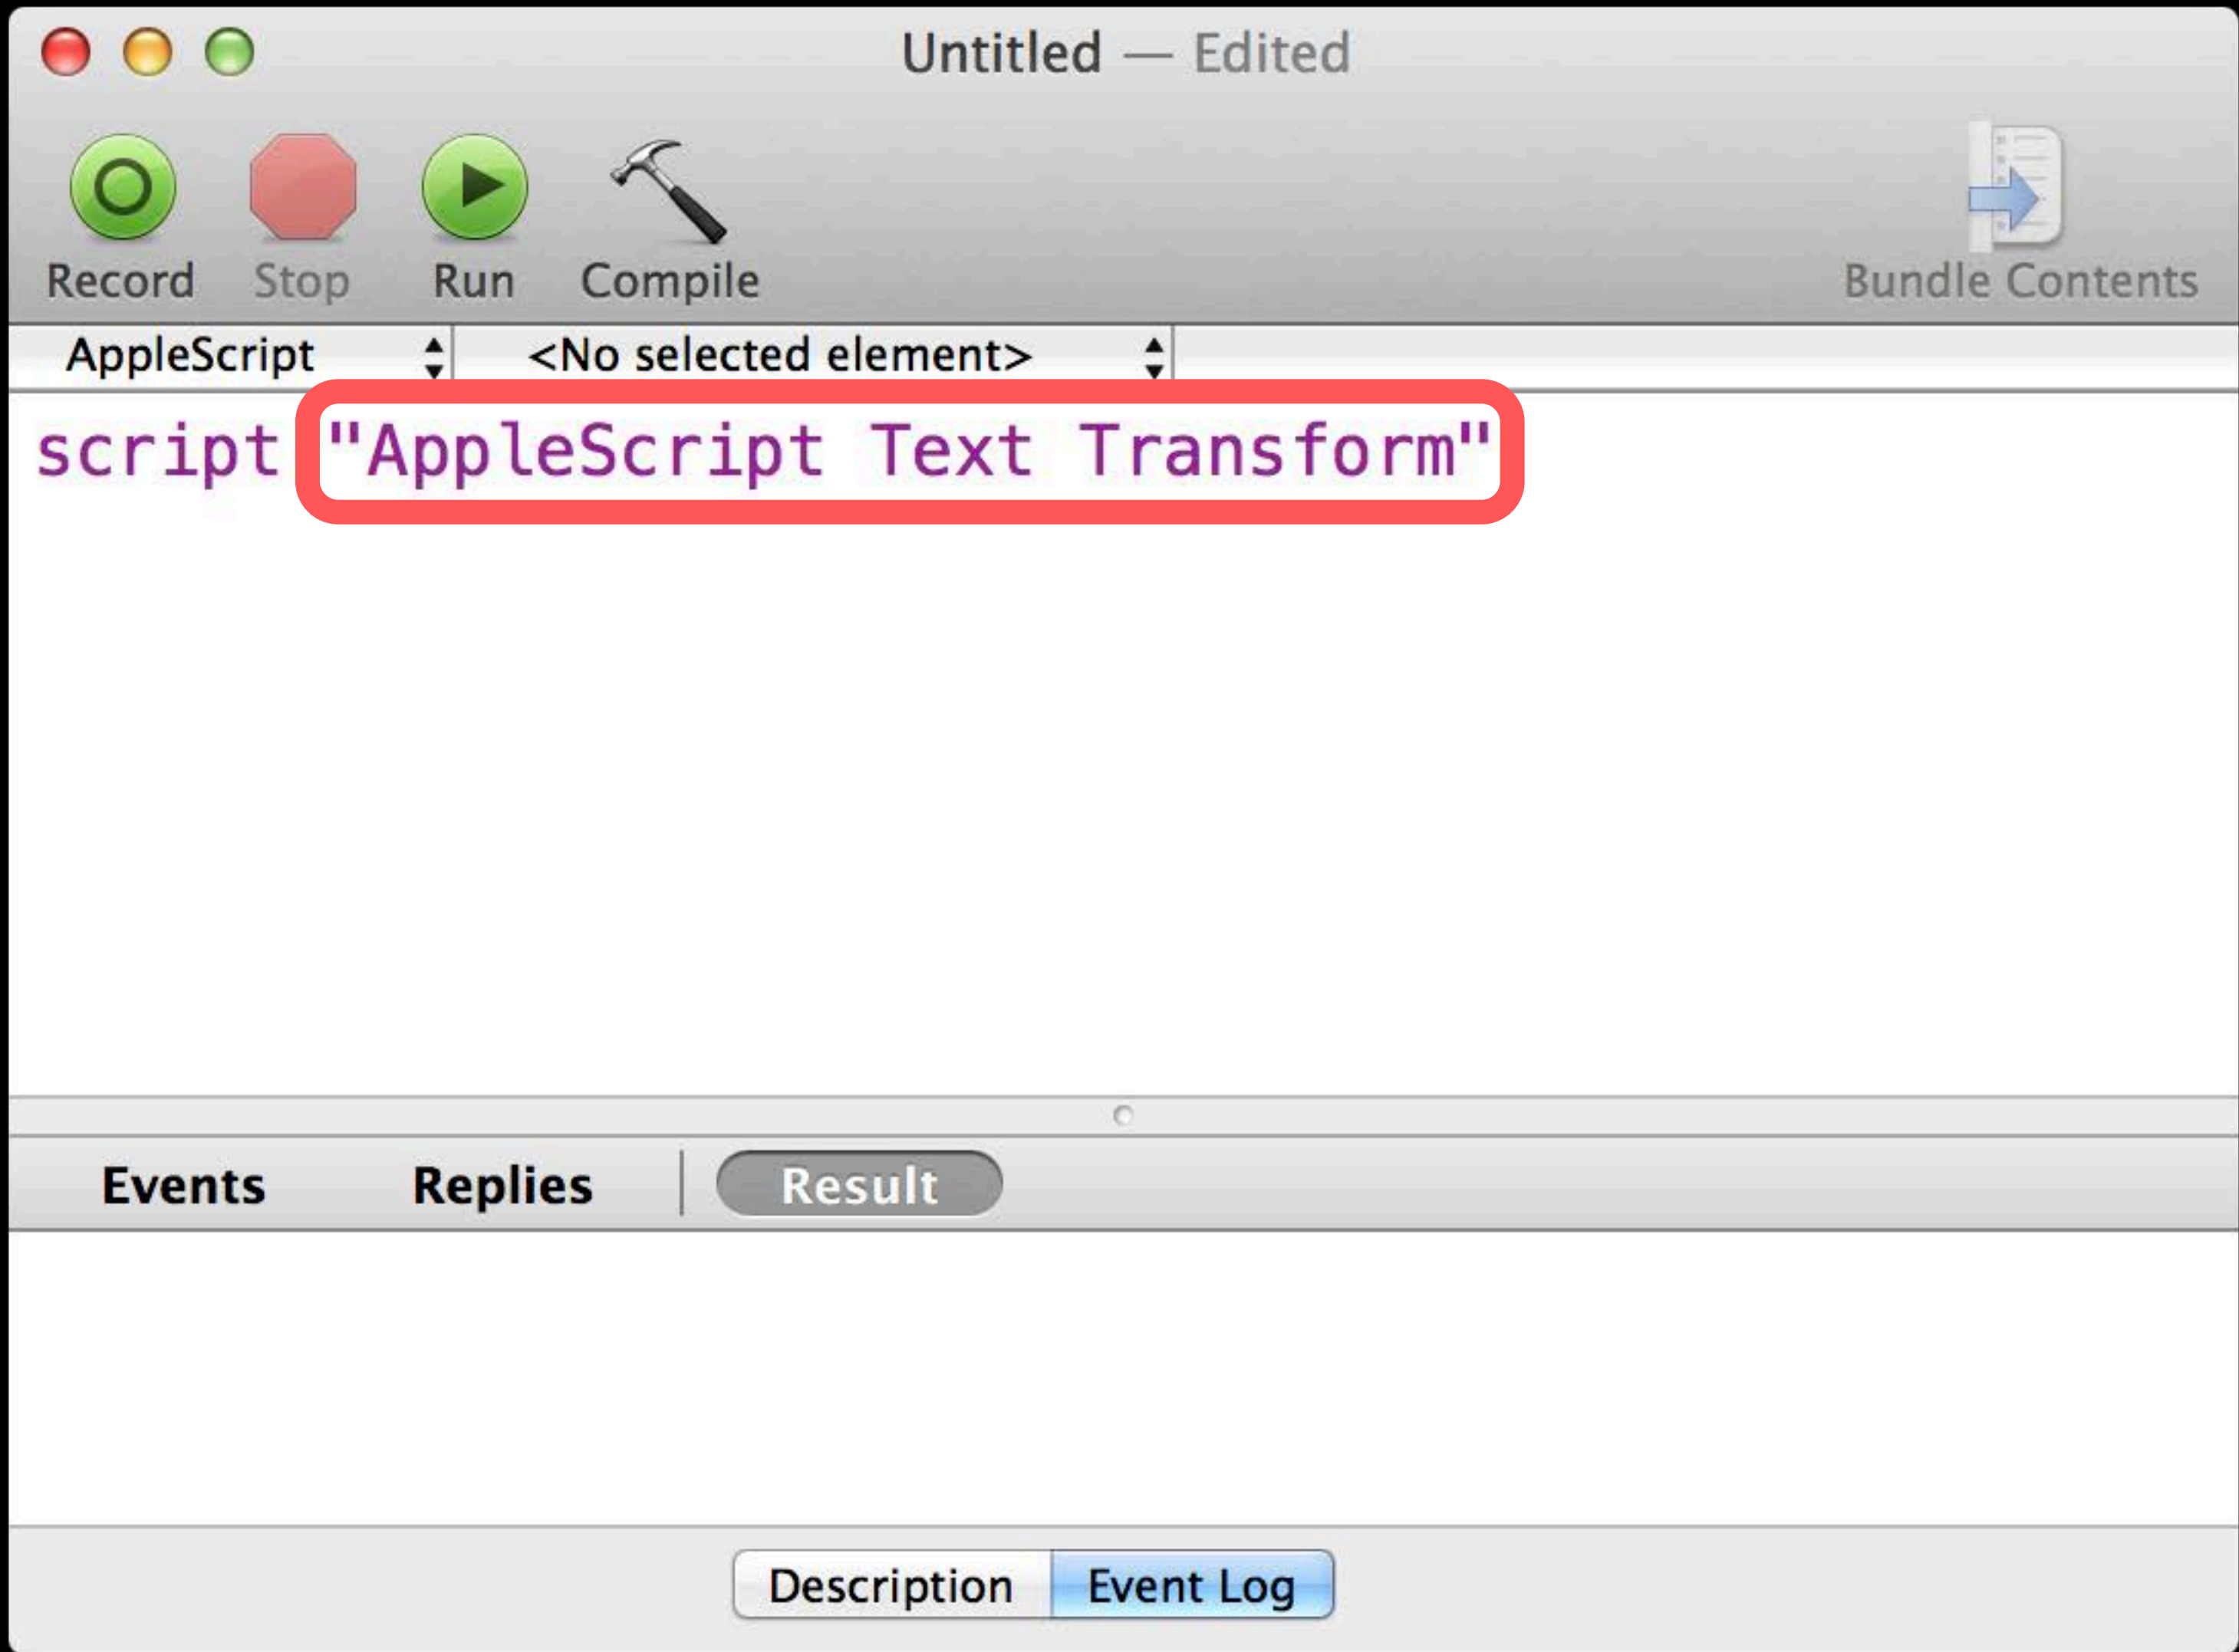 Untitled — Edited
Record Stop Run Compile Bundle Contents
AppleScript <No selected element>
script "AppleScript Text Transform"
Events Replies Result
Description Event Log